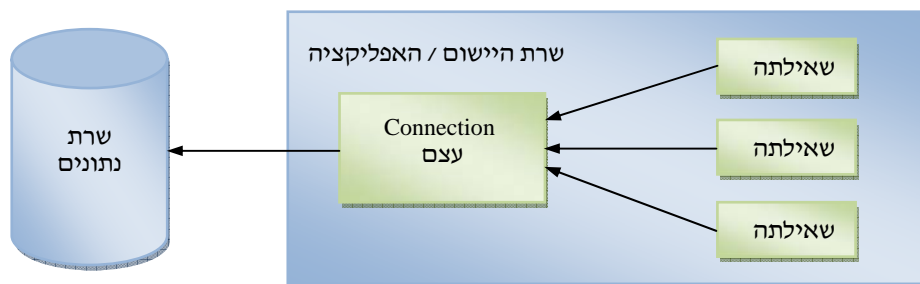 שרת היישום / האפליקציה
שאילתה
שאילתה
שאילתה
Connection
עצם
שרת
נתונים